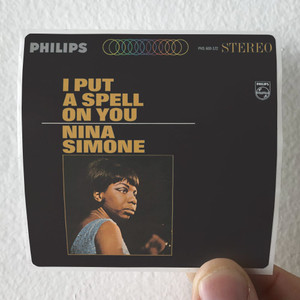 PHILIPS
STEREO
I PUT
A SPELL
ON YOU
NINA
SIMONE
PHILIPS